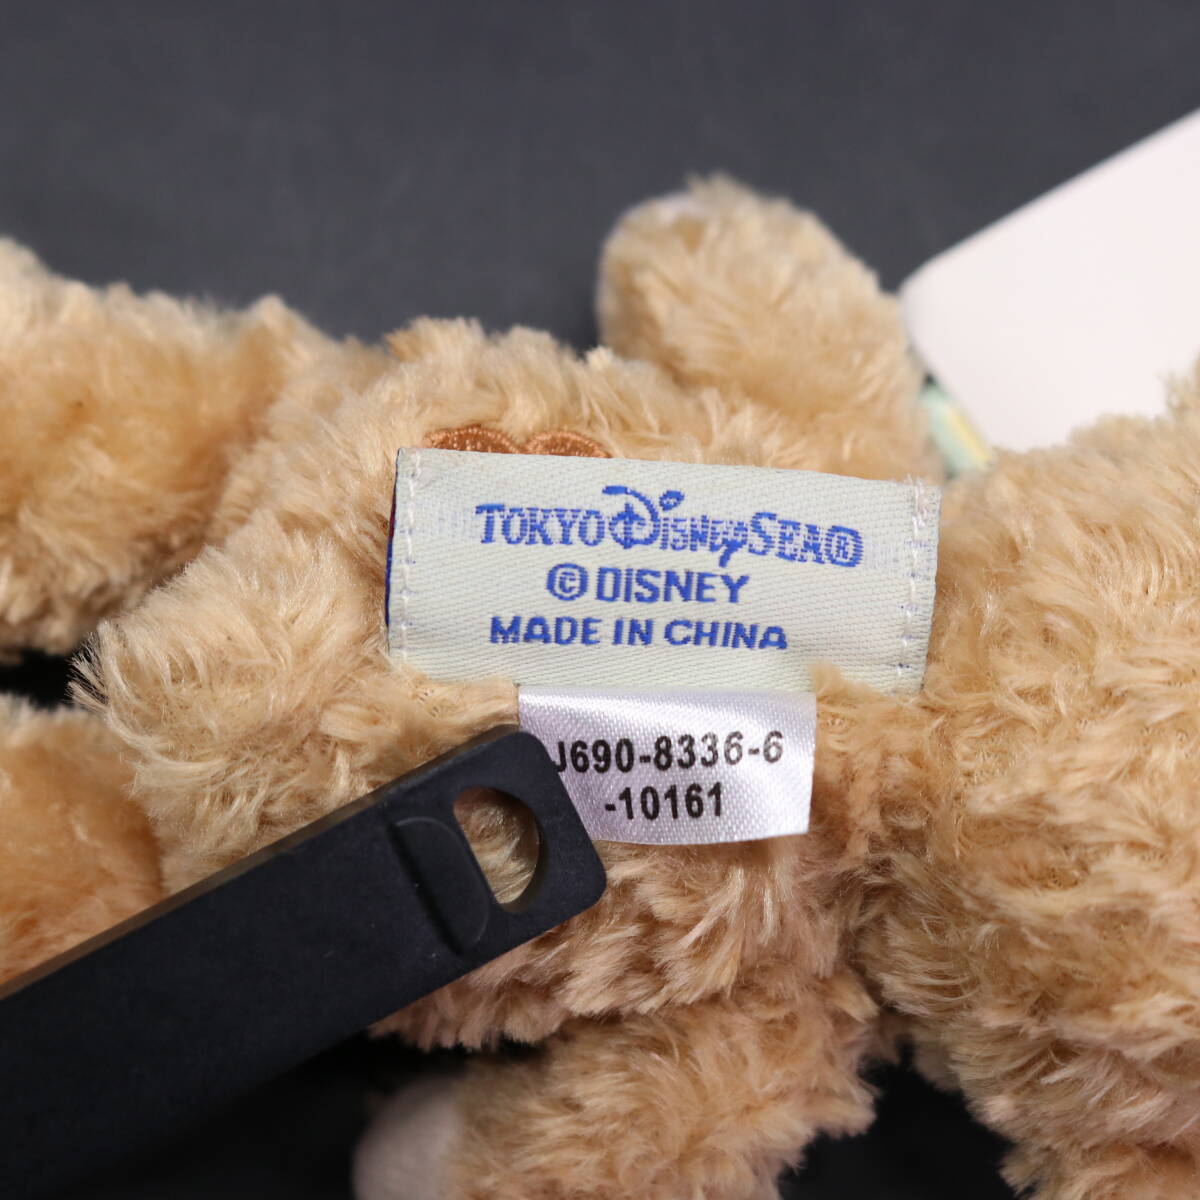 TOKYO DISNEYSEA®
© DISNEY
MADE IN CHINA
J690-8336-6
-10161